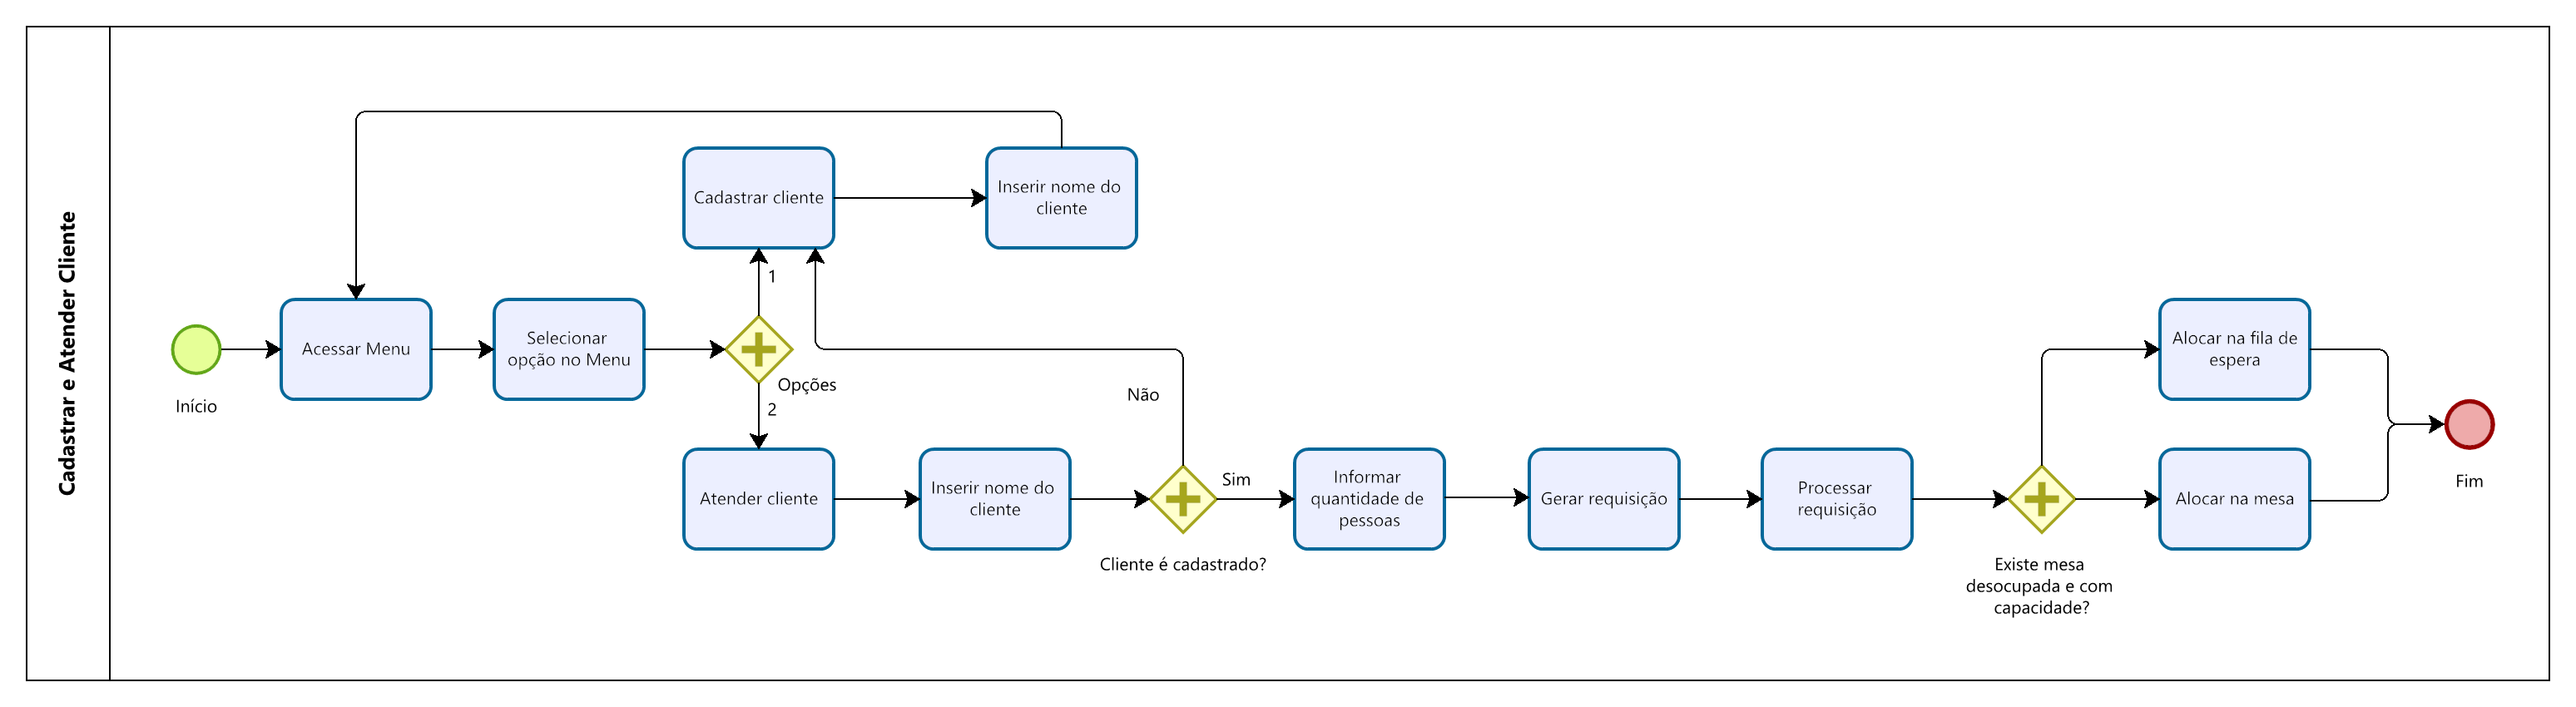 Cadastrar e Atender Cliente
Início
Acessar Menu
Selecionar
opção no Menu
Opções
1
Cadastrar cliente
Inserir nome do
cliente
2
Atender cliente
Inserir nome do
cliente
Cliente é cadastrado?
Não
Sim
Informar
quantidade de
pessoas
Gerar requisição
Processar
requisição
Existe mesa
desocupada e com
capacidade?
Alocar na fila de
espera
Alocar na mesa
Fim